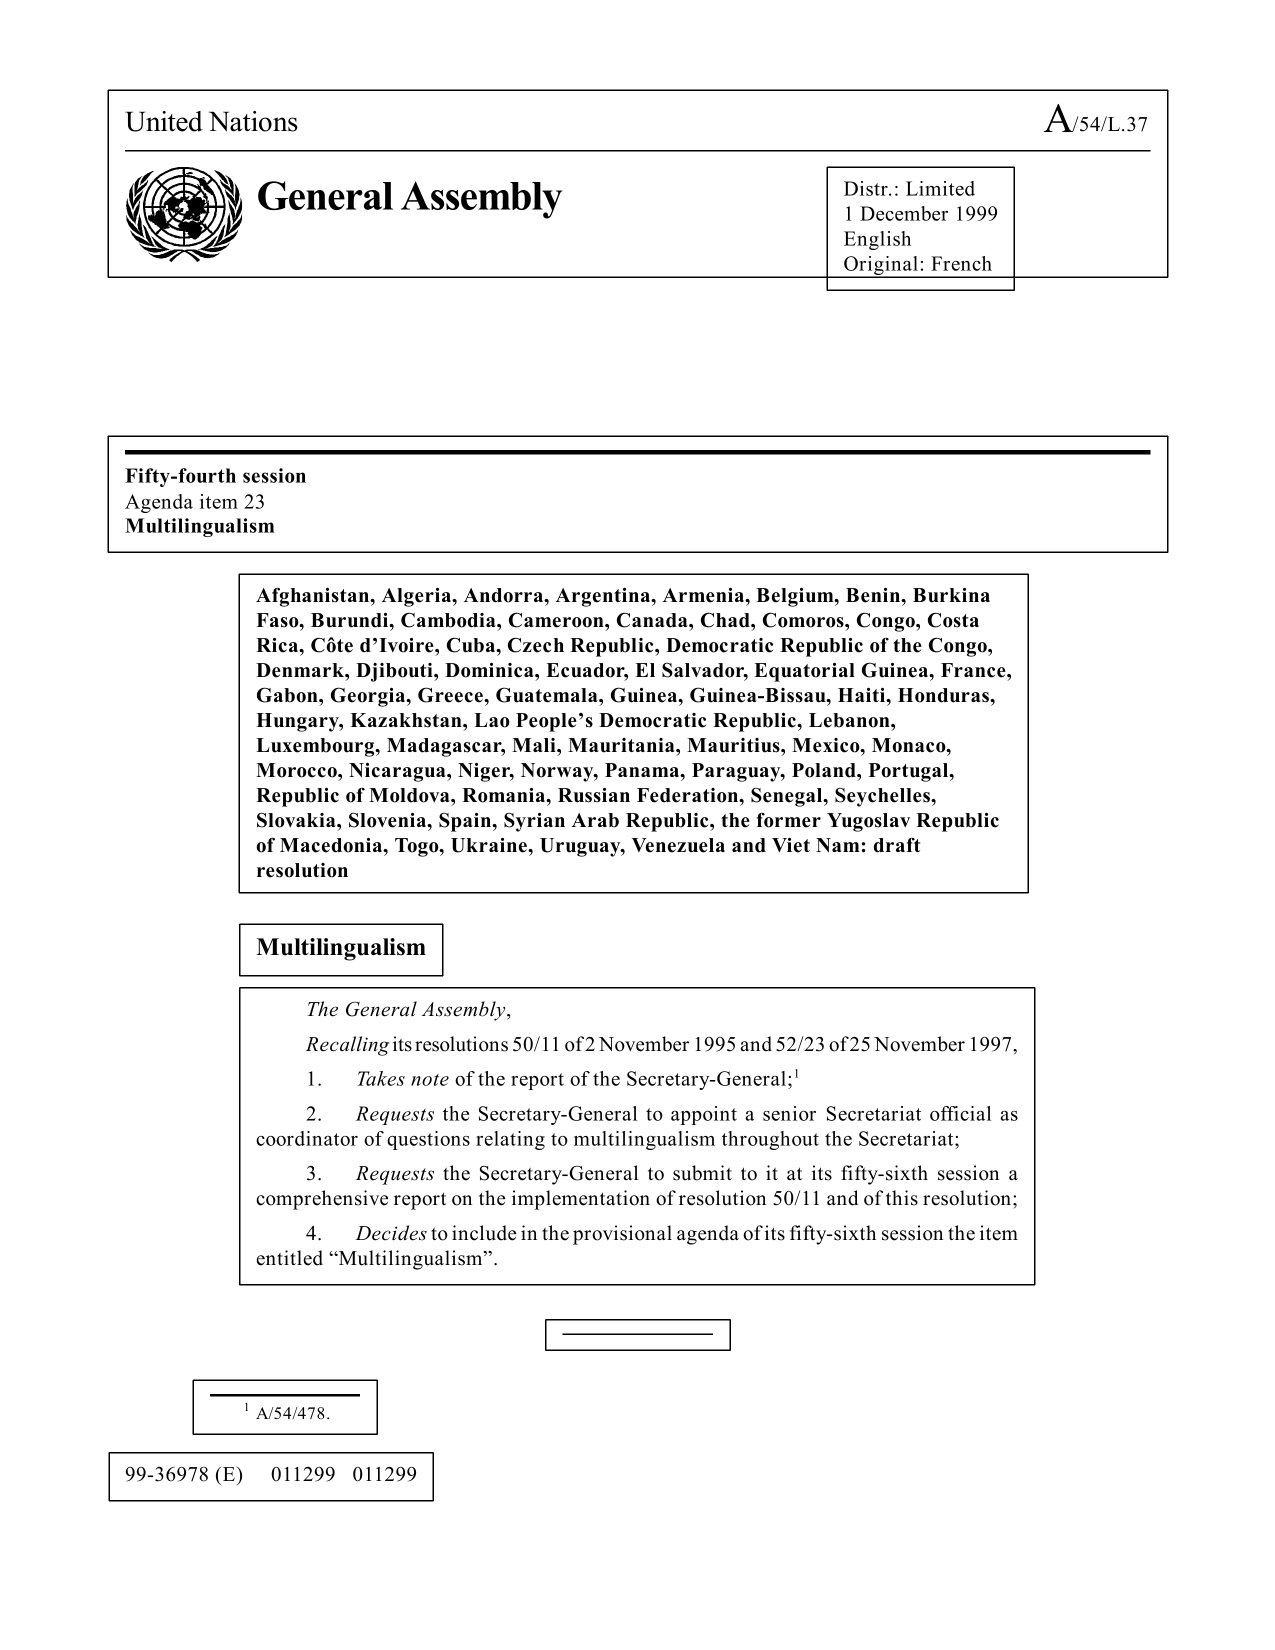 United Nations
A/54/L.37
General Assembly
Distr.: Limited
1 December 1999
English
Original: French
Fifty-fourth session
Agenda item 23
Multilingualism
Afghanistan, Algeria, Andorra, Argentina, Armenia, Belgium, Benin, Burkina
Faso, Burundi, Cambodia, Cameroon, Canada, Chad, Comoros, Congo, Costa
Rica, Côte d’Ivoire, Cuba, Czech Republic, Democratic Republic of the Congo,
Denmark, Djibouti, Dominica, Ecuador, El Salvador, Equatorial Guinea, France,
Gabon, Georgia, Greece, Guatemala, Guinea, Guinea-Bissau, Haiti, Honduras,
Hungary, Kazakhstan, Lao People’s Democratic Republic, Lebanon,
Luxembourg, Madagascar, Mali, Mauritania, Mauritius, Mexico, Monaco,
Morocco, Nicaragua, Niger, Norway, Panama, Paraguay, Poland, Portugal,
Republic of Moldova, Romania, Russian Federation, Senegal, Seychelles,
Slovakia, Slovenia, Spain, Syrian Arab Republic, the former Yugoslav Republic
of Macedonia, Togo, Ukraine, Uruguay, Venezuela and Viet Nam: draft
resolution
Multilingualism
The General Assembly,
Recalling its resolutions 50/11 of 2 November 1995 and 52/23 of 25 November 1997,
1. Takes note of the report of the Secretary-General;¹
2. Requests the Secretary-General to appoint a senior Secretariat official as
coordinator of questions relating to multilingualism throughout the Secretariat;
3. Requests the Secretary-General to submit to it at its fifty-sixth session a
comprehensive report on the implementation of resolution 50/11 and of this resolution;
4. Decides to include in the provisional agenda of its fifty-sixth session the item
entitled “Multilingualism”.
¹ A/54/478.
99-36978 (E) 011299 011299